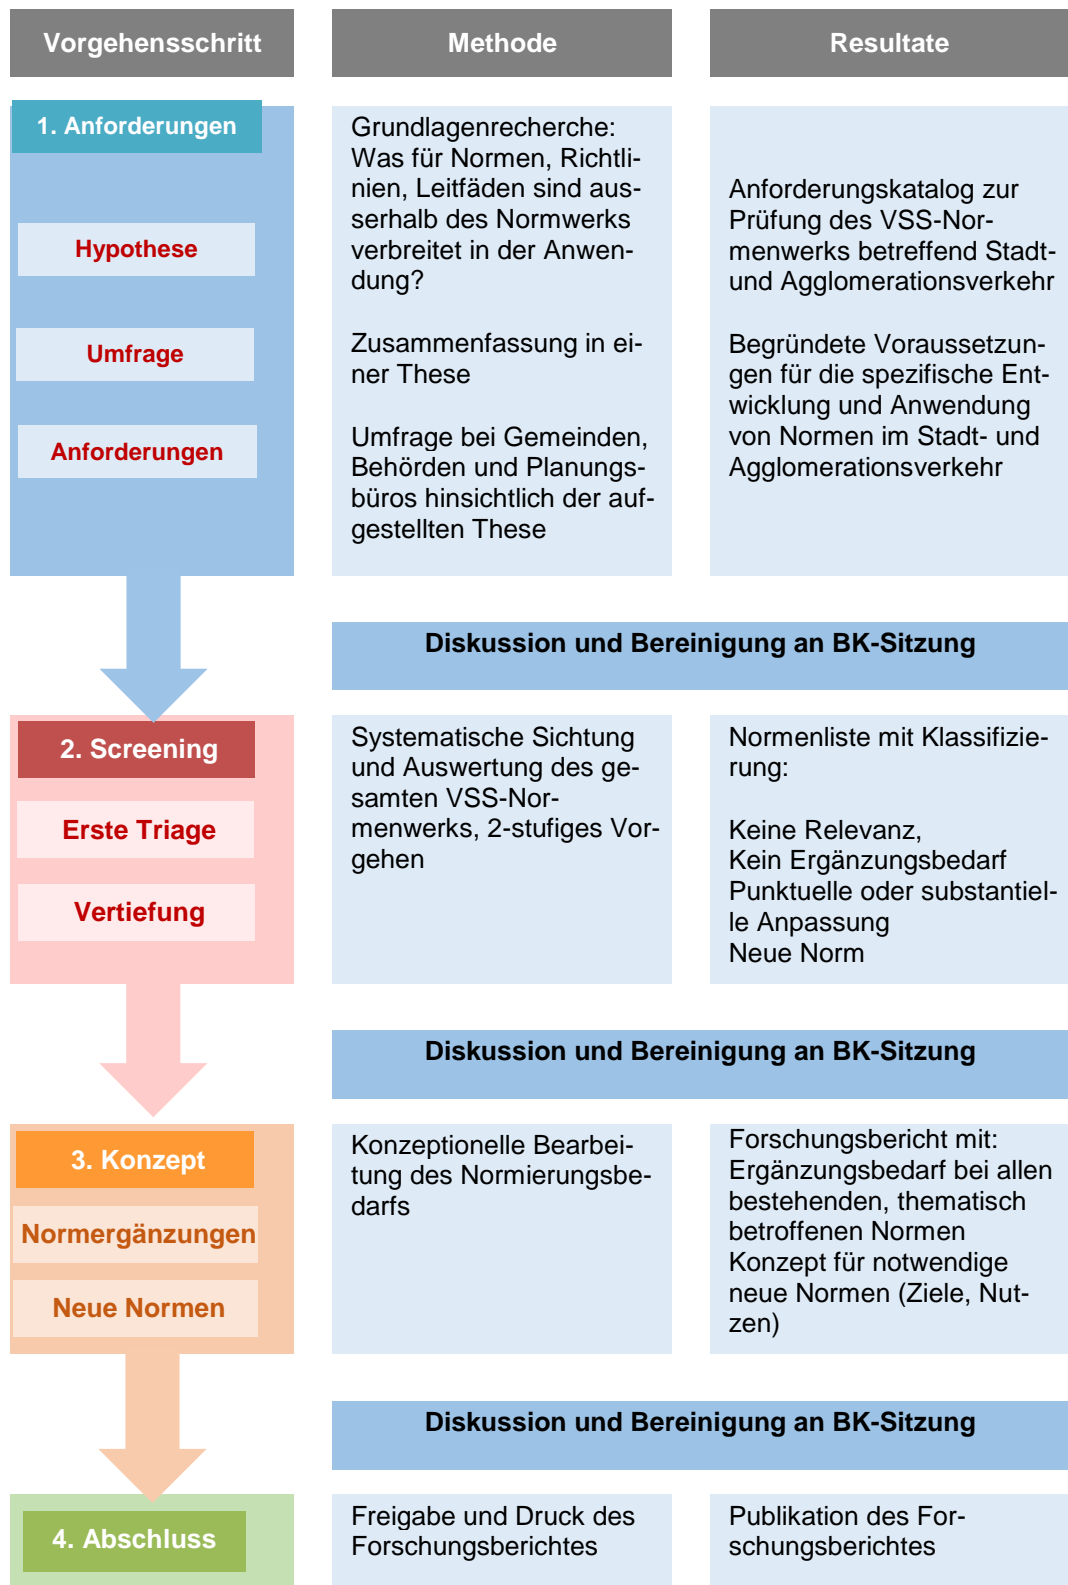 Vorgehensschritt
Methode
Resultate
1. Anforderungen
Hypothese
Umfrage
Anforderungen
Grundlagenrecherche:
Was für Normen, Richtli-
nien, Leitfäden sind aus-
serhalb des Normwerks
verbreitet in der Anwen-
dung?
Zusammenfassung in ei-
ner These
Umfrage bei Gemeinden,
Behörden und Planungs-
büros hinsichtlich der auf-
gestellten These
Anforderungskatalog zur
Prüfung des VSS-Nor-
menwerks betreffend Stadt-
und Agglomerationsverkehr
Begründete Voraussetzun-
gen für die spezifische Ent-
wicklung und Anwendung
von Normen im Stadt- und
Agglomerationsverkehr
Diskussion und Bereinigung an BK-Sitzung
2. Screening
Erste Triage
Vertiefung
Systematische Sichtung
und Auswertung des ge-
samten VSS-Nor-
menwerks, 2-stufiges Vor-
gehen
Normenliste mit Klassifizie-
rung:
Keine Relevanz,
Kein Ergänzungsbedarf
Punktuelle oder substantiel-
le Anpassung
Neue Norm
Diskussion und Bereinigung an BK-Sitzung
3. Konzept
Normergänzungen
Neue Normen
Konzeptionelle Bearbei-
tung des Normierungsbe-
darfs
Forschungsbericht mit:
Ergänzungsbedarf bei allen
bestehenden, thematisch
betroffenen Normen
Konzept für notwendige
neue Normen (Ziele, Nut-
zen)
Diskussion und Bereinigung an BK-Sitzung
4. Abschluss
Freigabe und Druck des
Forschungsberichtes
Publikation des For-
schungsberichtes